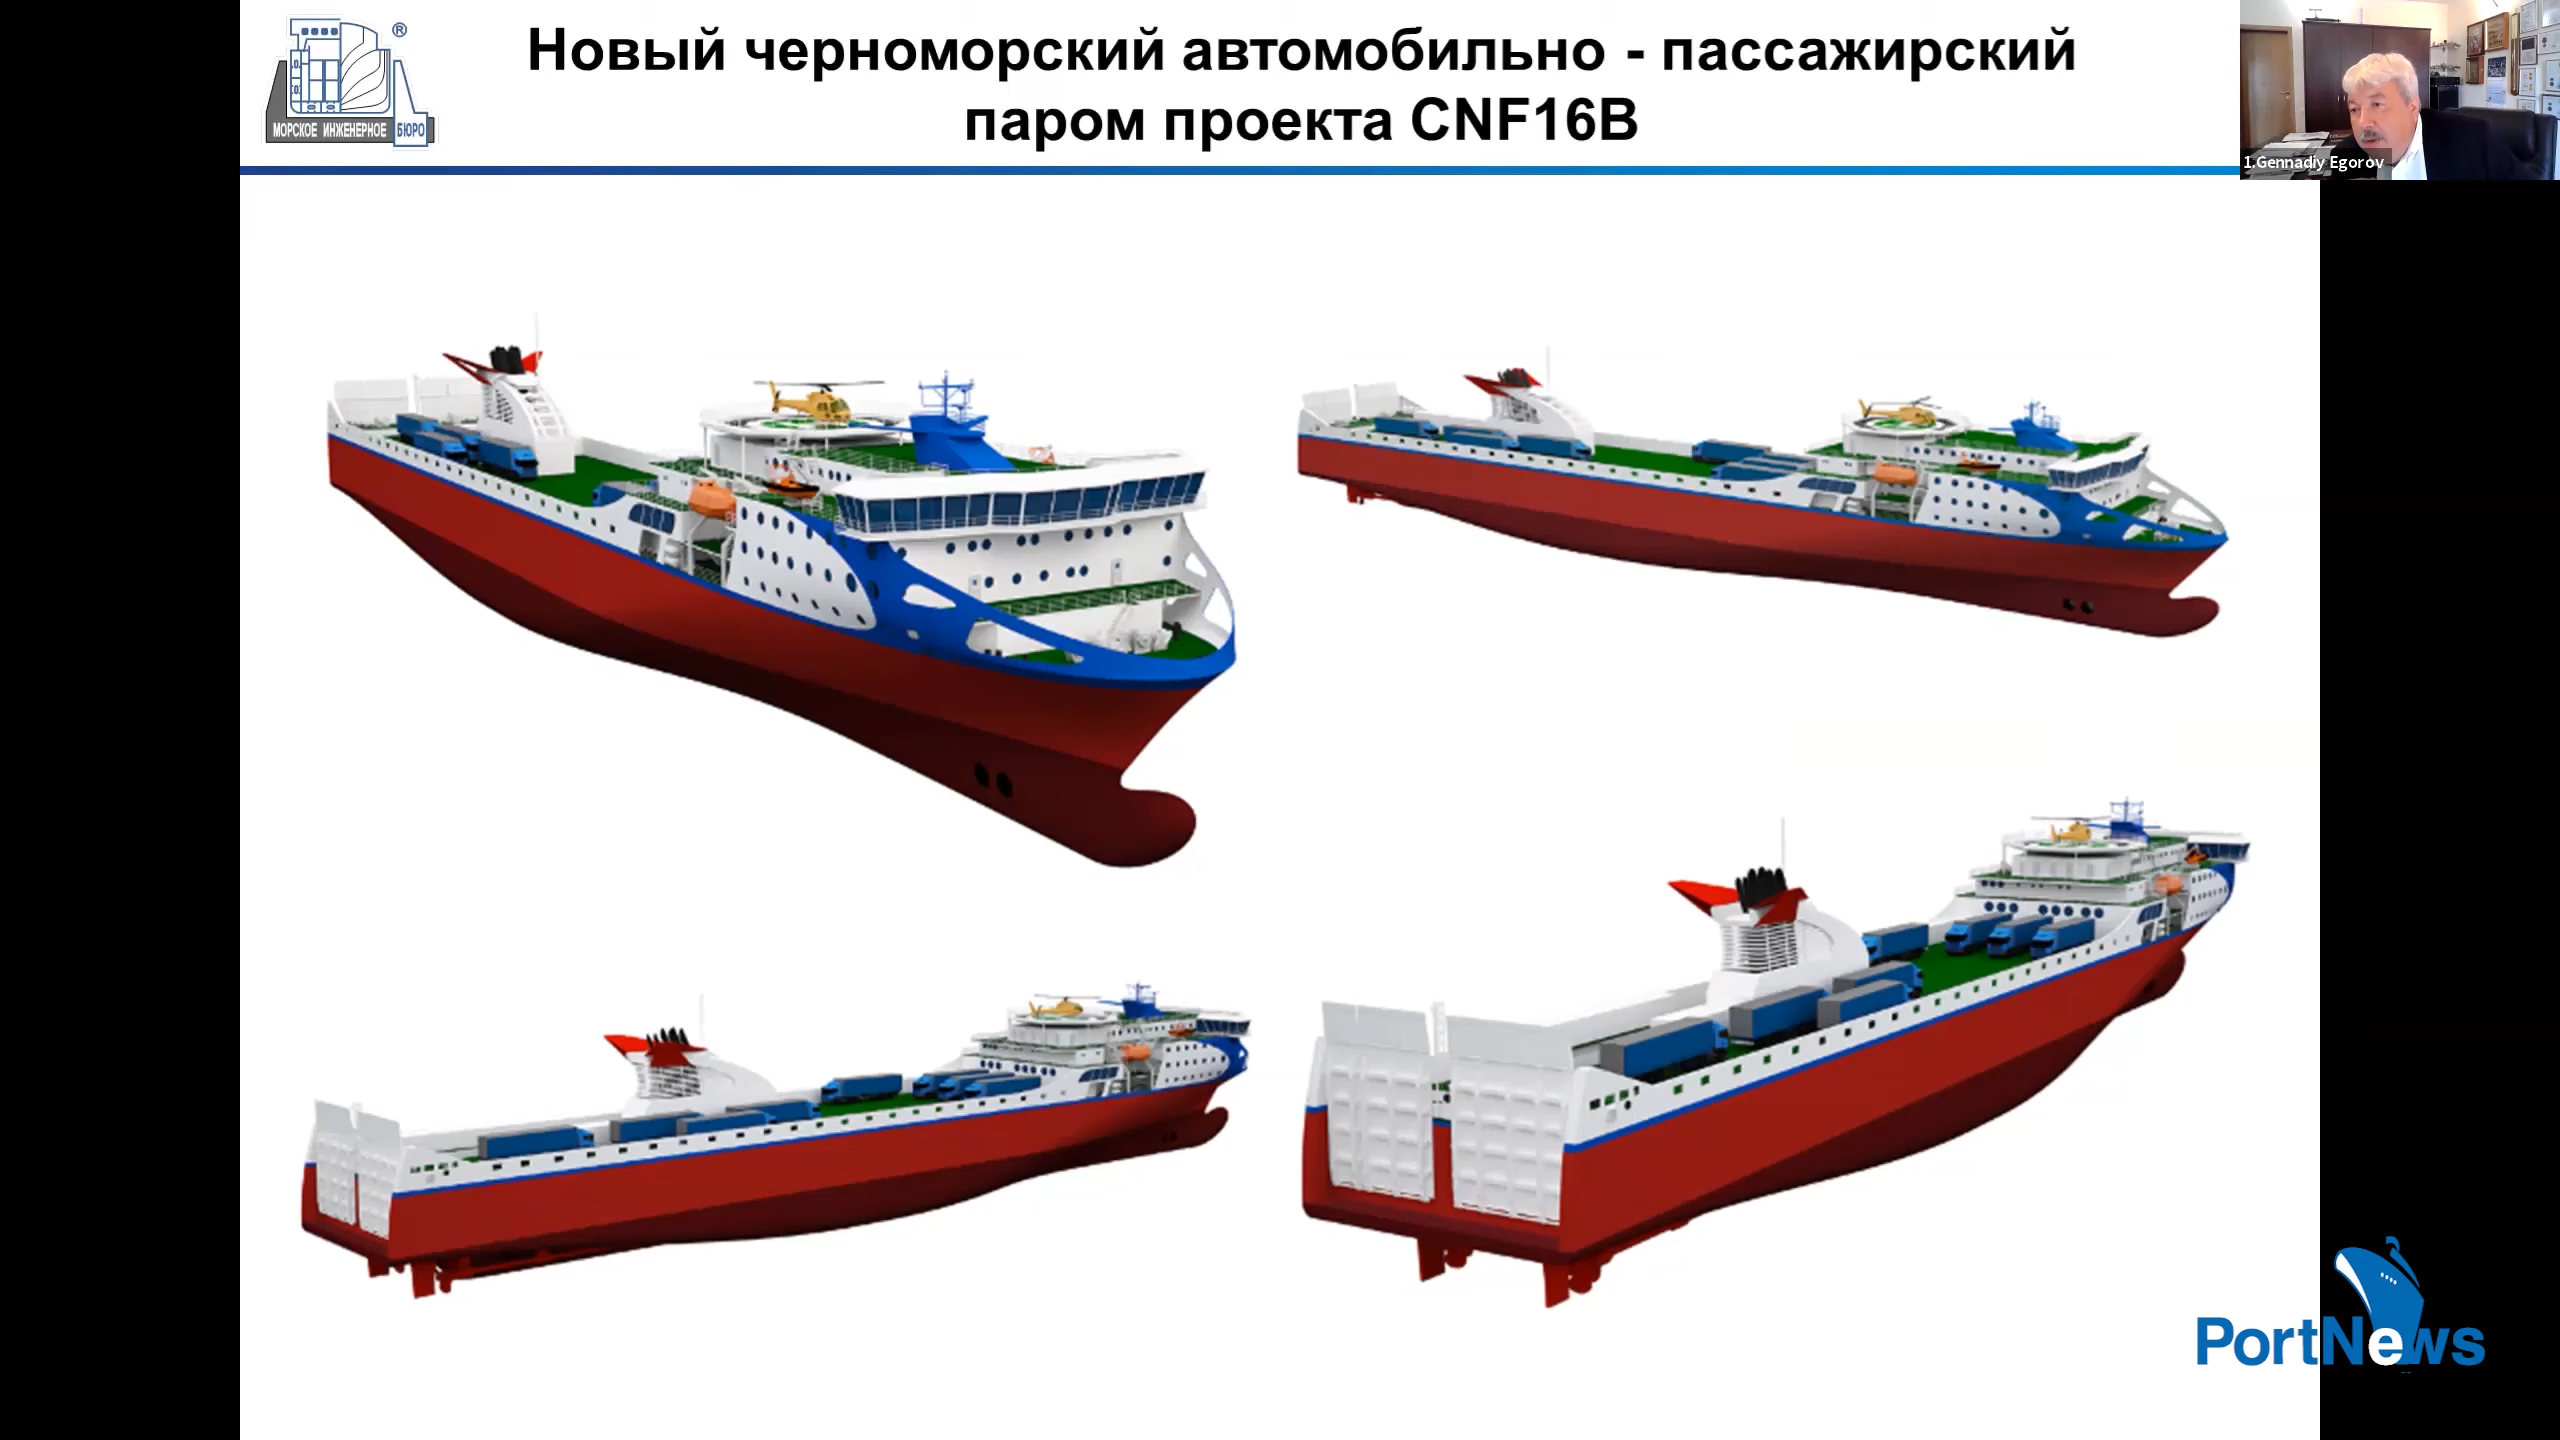 Новый черноморский автомобильно - пассажирский
паром проекта CNF16B
®
МОРСКОЕ ИНЖЕНЕРНОЕ БЮРО
1.Gennadiy Egorov
PortNews